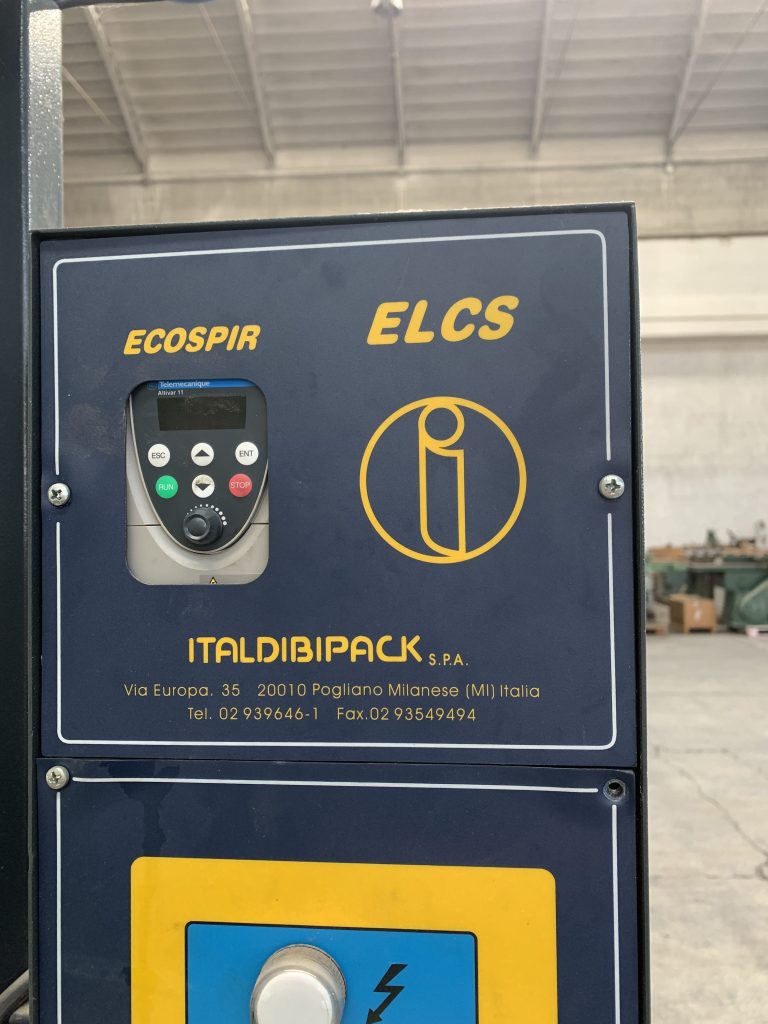 ECOSPIR
ELCS
Telemecanique
Altivar 11
ESC
ENT
RUN
STOP
ITALDIBIPACK S.P.A.
Via Europa, 35 20010 Pogliano Milanese (MI) Italia
Tel. 02 939646-1 Fax.02 93549494